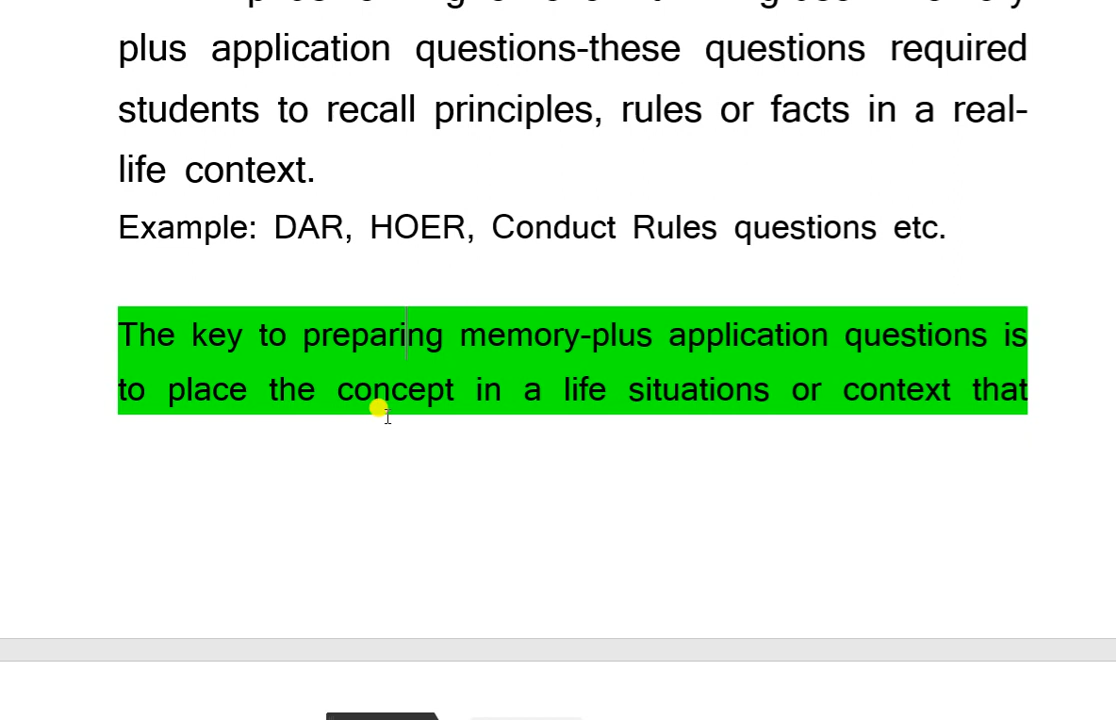 plus application questions-these questions required
students to recall principles, rules or facts in a real-
life context.
Example: DAR, HOER, Conduct Rules questions etc.
The key to preparing memory-plus application questions is
to place the concept in a life situations or context that